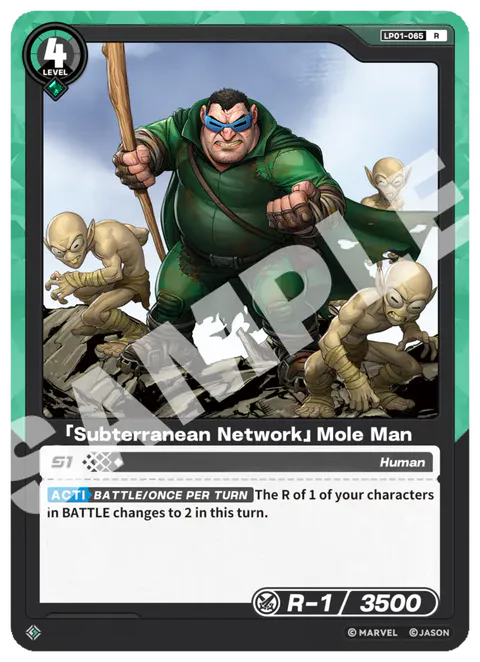 4
LEVEL
LP01-065 R
SAMPLE
「Subterranean Network」 Mole Man
S1
Human
ACTI BATTLE/ONCE PER TURN The R of 1 of your characters
in BATTLE changes to 2 in this turn.
R-1 / 3500
©MARVEL ©JASON